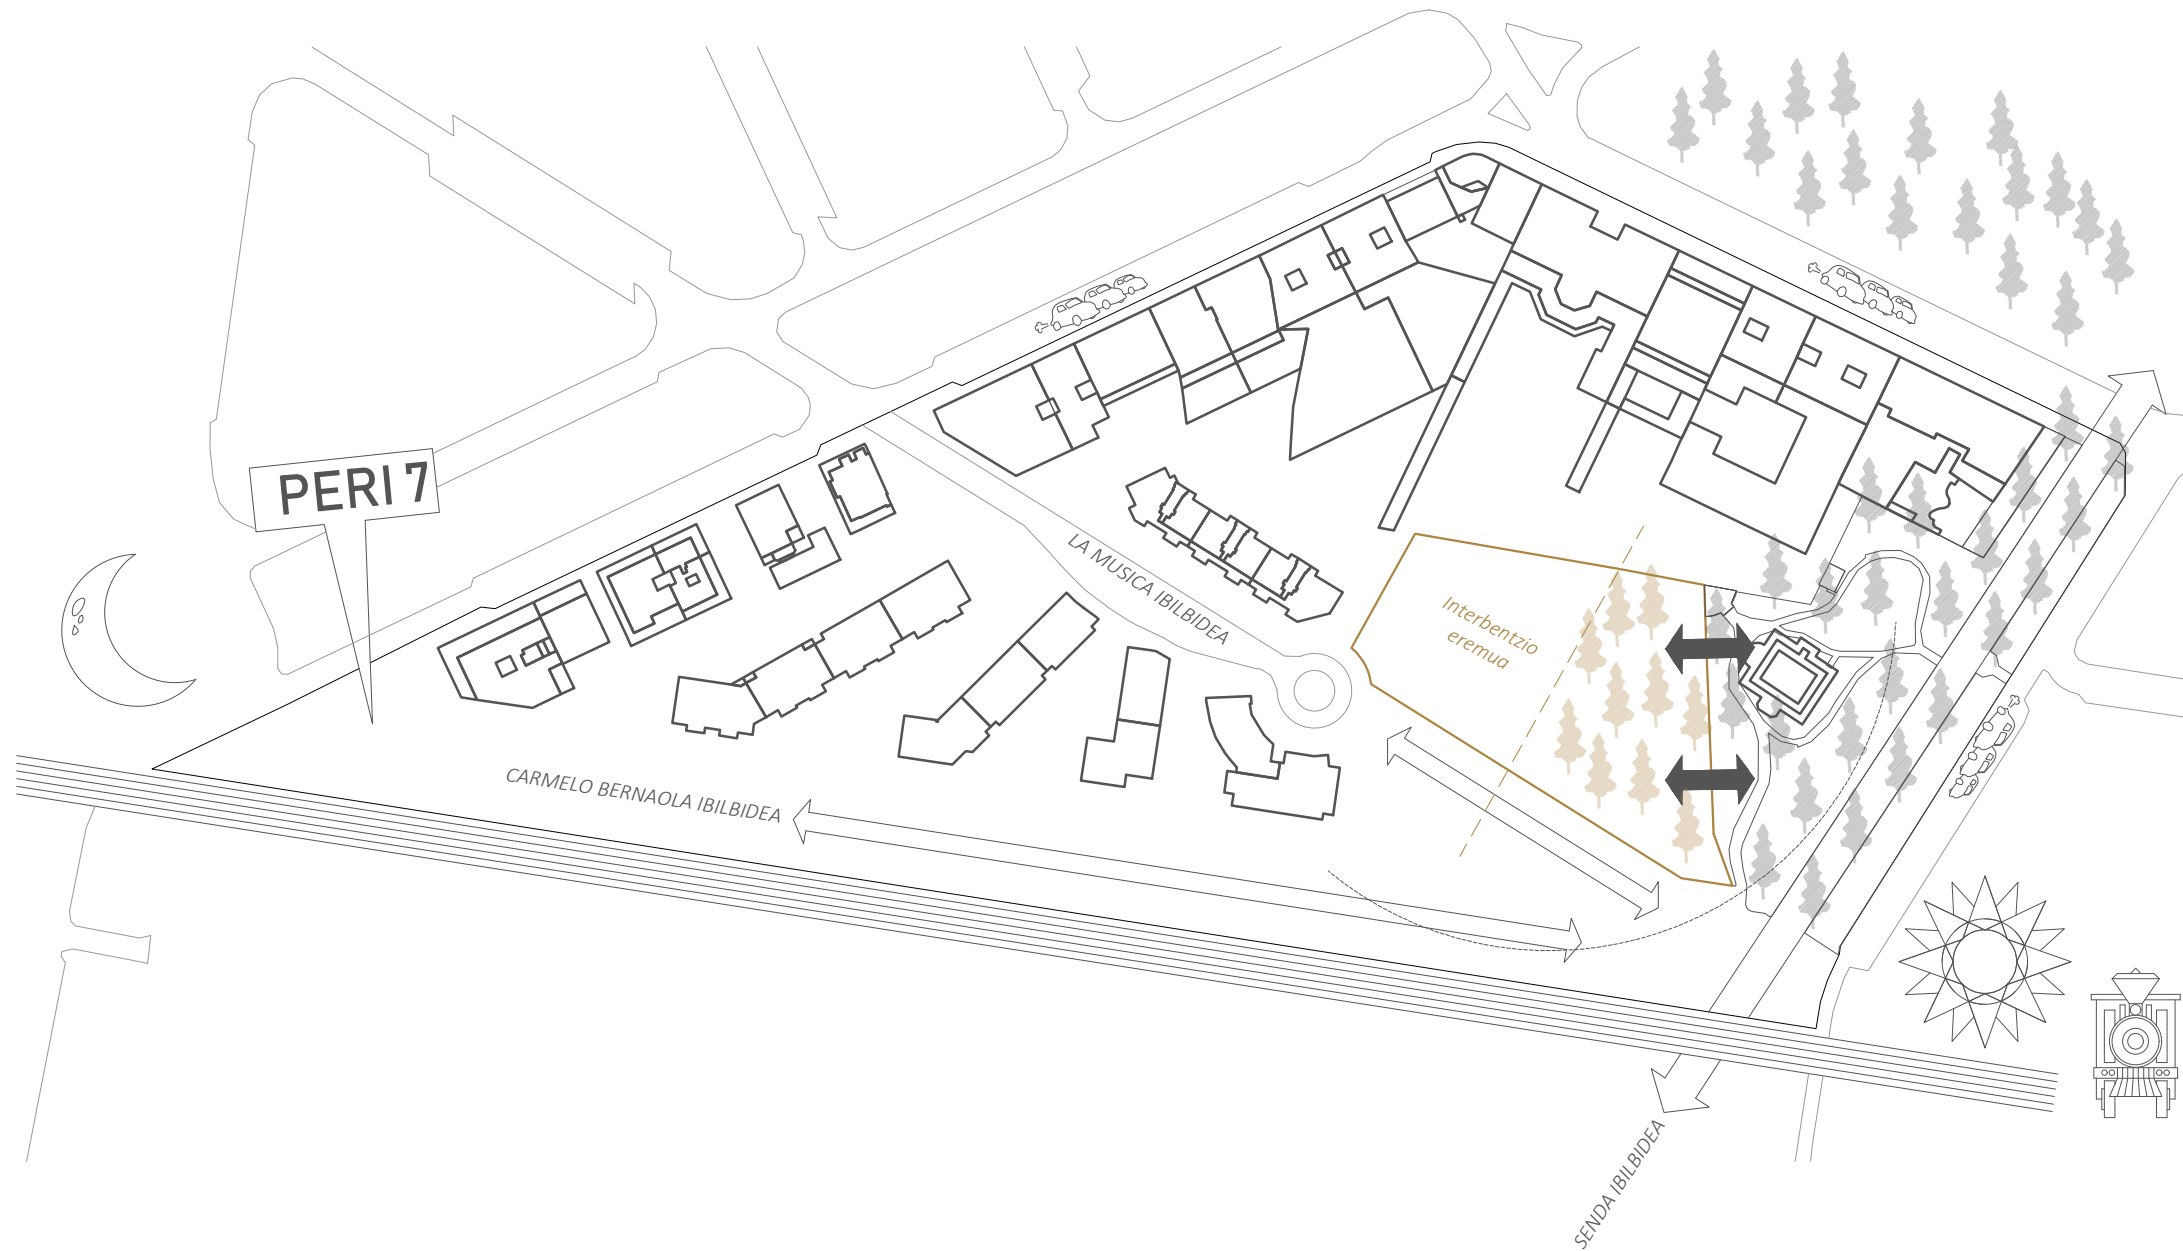 PERI 7
LA MUSICA IBILBIDEA
Interbentzio
eremua
CARMELO BERNAOLA IBILBIDEA
SENDA IBILBIDEA